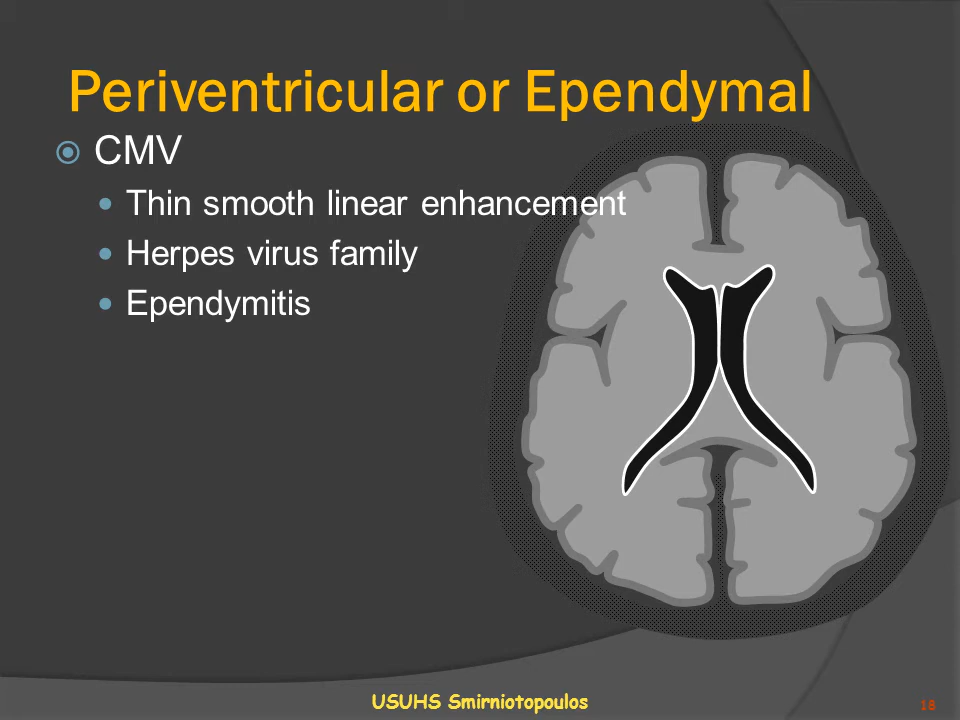 Periventricular or Ependymal
CMV
Thin smooth linear enhancement
Herpes virus family
Ependymitis
USUHS Smirniotopoulos
18